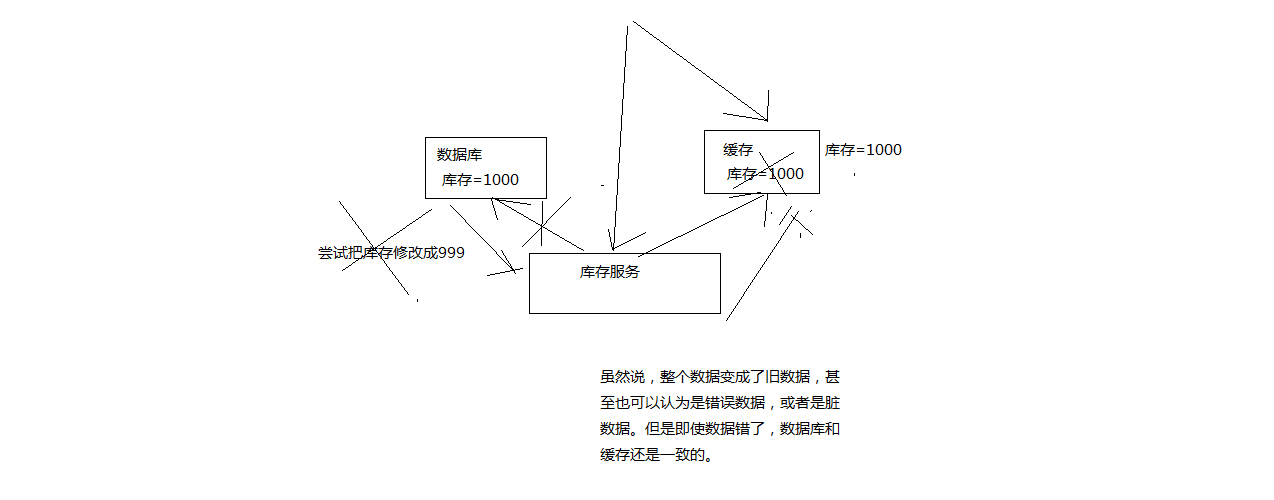 数据库
库存=1000
缓存
库存=1000
库存=1000
尝试把库存修改成999
库存服务
虽然说，整个数据变成了旧数据，甚
至也可以认为是错误数据，或者是脏
数据。但是即使数据错了，数据库和
缓存还是一致的。